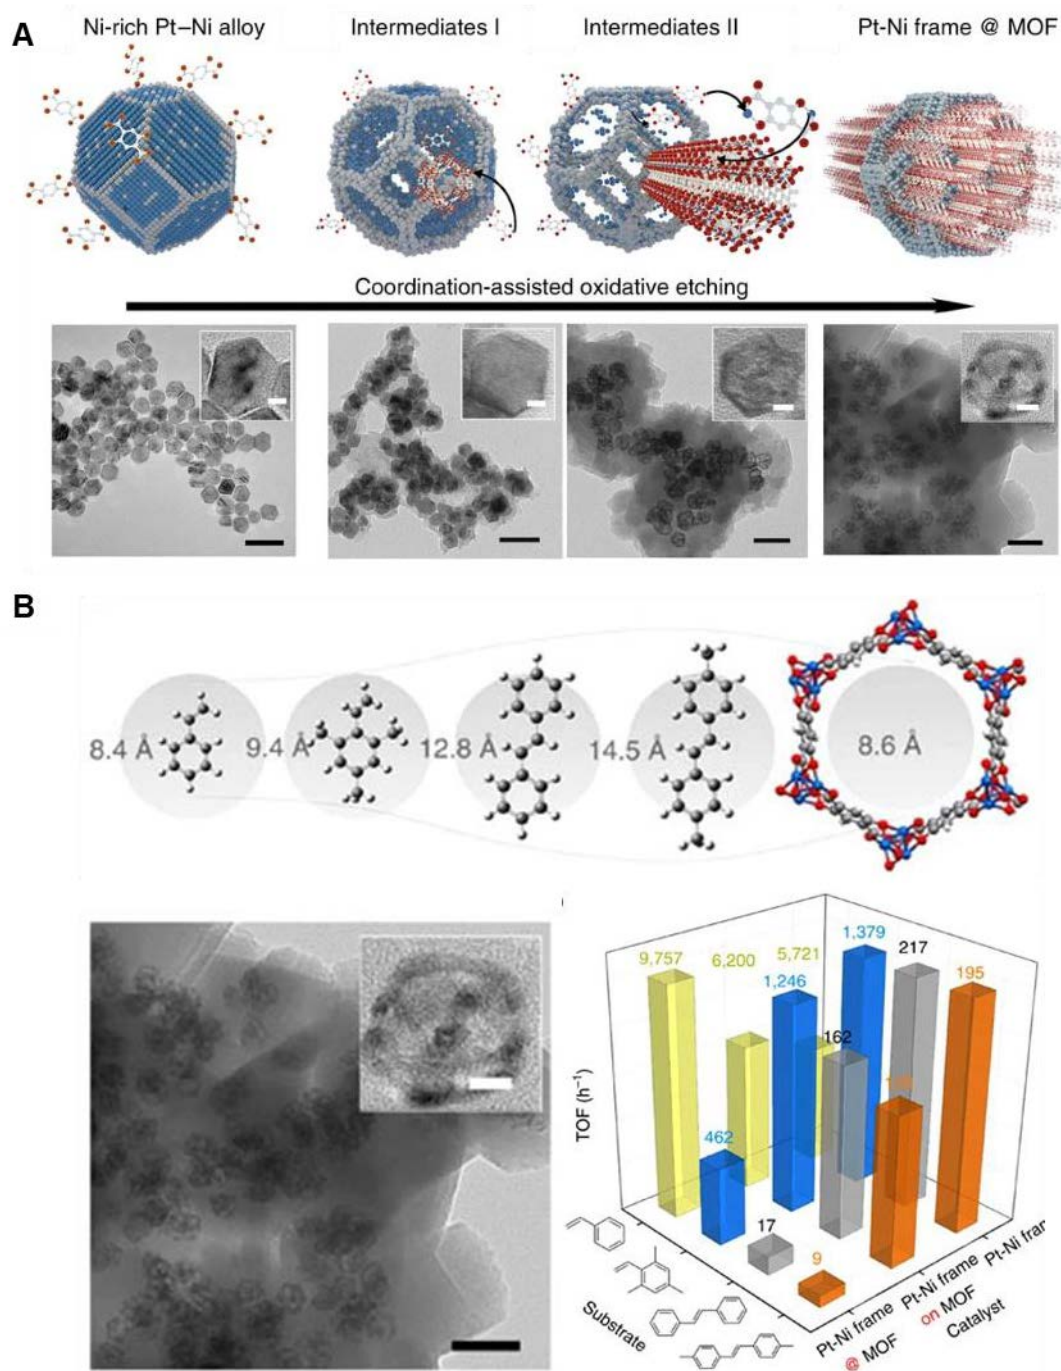 A
Ni-rich Pt–Ni alloy
Intermediates I
Intermediates II
Pt-Ni frame @ MOF
Coordination-assisted oxidative etching
B
8.4 Å
9.4 Å
12.8 Å
14.5 Å
8.6 Å
9,757
6,200
5,721
1,379
217
195
1,246
162
462
17
9
TOF (h⁻¹)
Substrate
Pt-Ni frame
@ MOF
Pt-Ni frame
on MOF
Pt-Ni
Catalyst